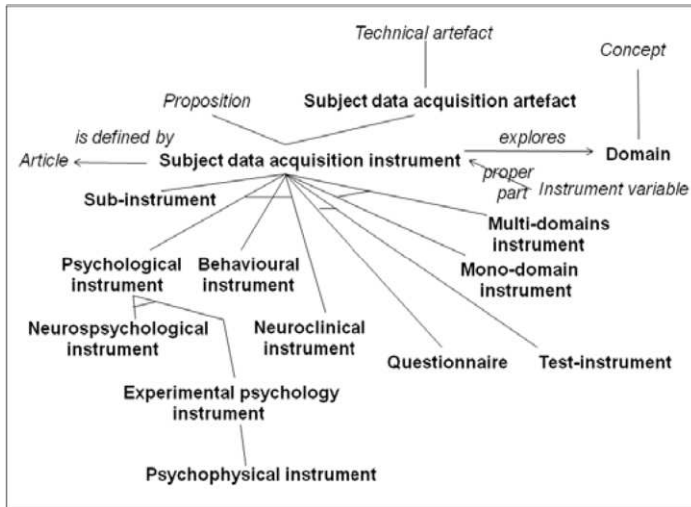 Technical artefact
Concept
Proposition
Subject data acquisition artefact
is defined by
explores
Article
Subject data acquisition instrument
Domain
proper
part
Instrument variable
Sub-instrument
Multi-domains
instrument
Psychological
instrument
Behavioural
instrument
Mono-domain
instrument
Neurospsychological
instrument
Neuroclinical
instrument
Questionnaire
Test-instrument
Experimental psychology
instrument
Psychophysical instrument